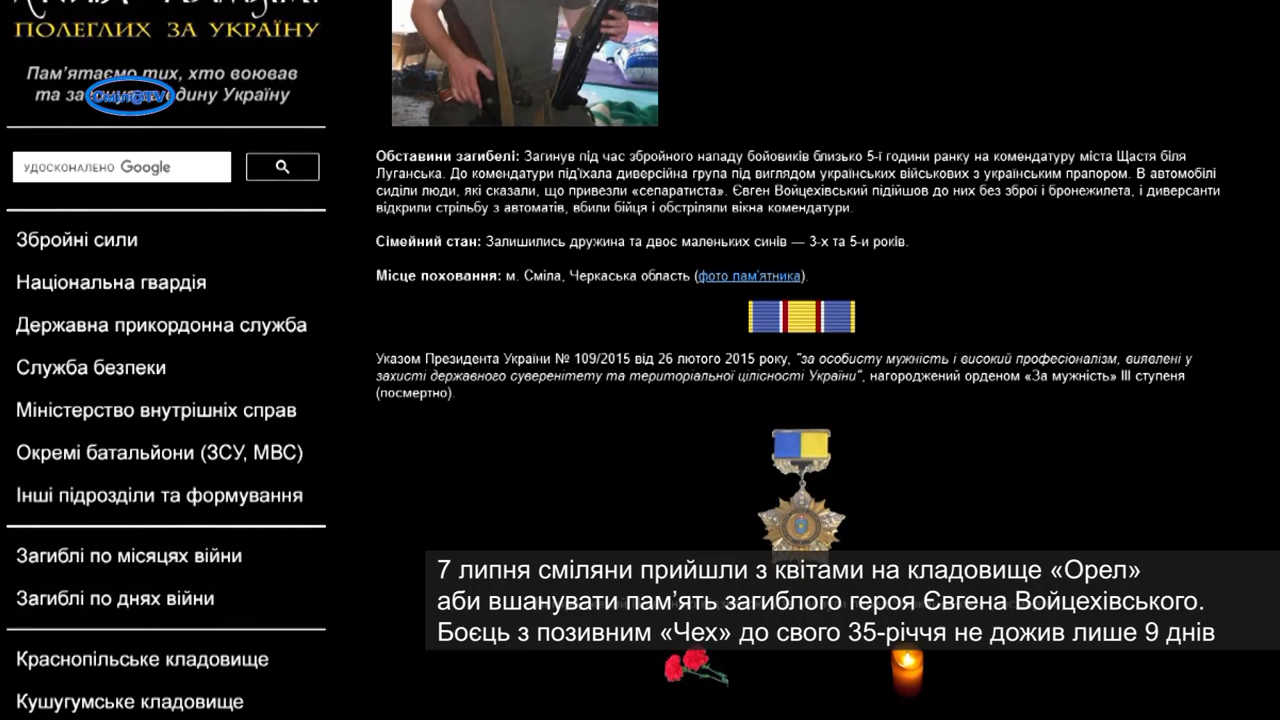 ПОЛЕГЛИХ ЗА УКРАЇНУ
Пам'ятаємо тих, хто воював
та за єдину Україну
СмулаTV
УДОСКОНАЛЕНО Google
Збройні сили
Національна гвардія
Державна прикордонна служба
Служба безпеки
Міністерство внутрішніх справ
Окремі батальйони (ЗСУ, МВС)
Інші підрозділи та формування
Загиблі по місяцях війни
Загиблі по днях війни
Краснопільське кладовище
Кушугумське кладовище
Обставини загибелі: Загинув під час збройного нападу бойовиків близько 5-ї години ранку на комендатуру міста Щастя біля
Луганська. До комендатури під'їхала диверсійна група під виглядом українських військових з українським прапором. В автомобілі
сиділи люди, які сказали, що привезли «сепаратиста». Євген Войцехівський підійшов до них без зброї і бронежилета, і диверсанти
відкрили стрільбу з автоматів, вбили бійця і обстріляли вікна комендатури.
Сімейний стан: Залишились дружина та двоє маленьких синів — 3-х та 5-и років.
Місце поховання: м. Сміла, Черкаська область (фото пам'ятника).
Указом Президента України № 109/2015 від 26 лютого 2015 року, "за особисту мужність і високий професіоналізм, виявлені у
захисті державного суверенітету та територіальної цілісності України", нагороджений орденом «За мужність» III ступеня
(посмертно).
7 липня сміляни прийшли з квітами на кладовище «Орел»
аби вшанувати пам'ять загиблого героя Євгена Войцехівського.
Боєць з позивним «Чех» до свого 35-річчя не дожив лише 9 днів